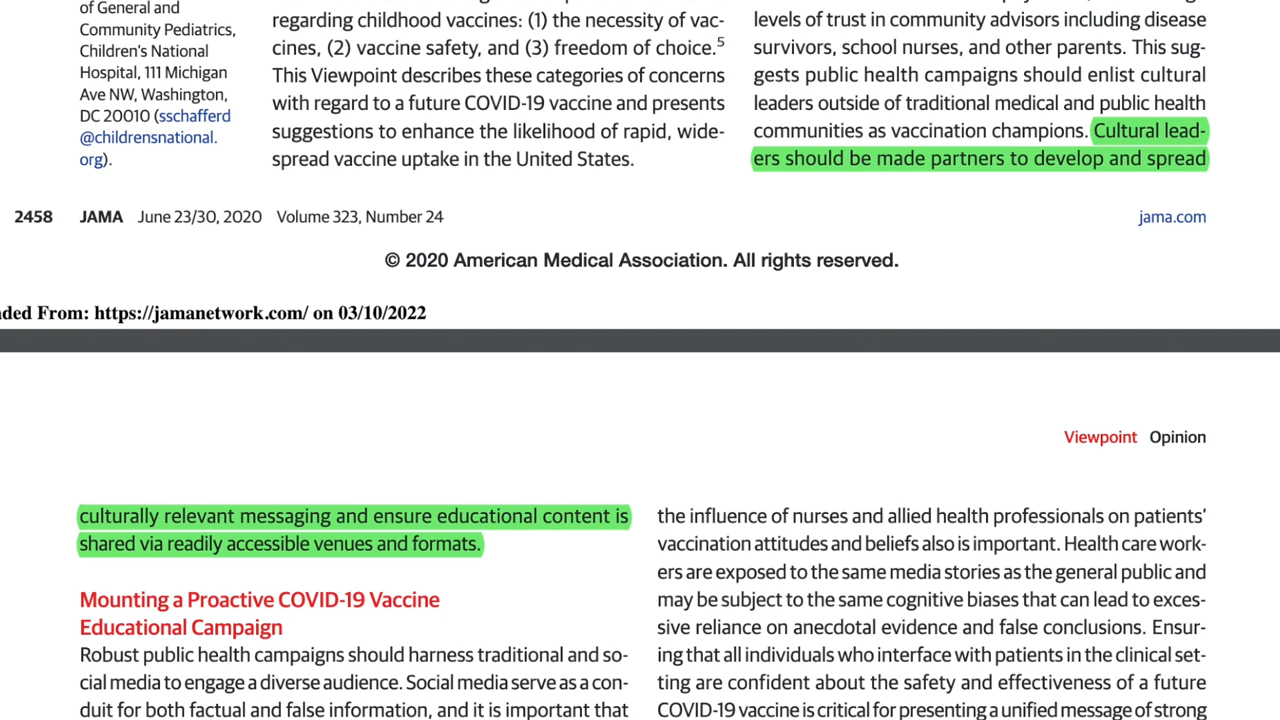 of General and
Community Pediatrics,
Children's National
Hospital, 111 Michigan
Ave NW, Washington,
DC 20010 (sschafferd
@childrensnational.
org).
regarding childhood vaccines: (1) the necessity of vac-
cines, (2) vaccine safety, and (3) freedom of choice.5
This Viewpoint describes these categories of concerns
with regard to a future COVID-19 vaccine and presents
suggestions to enhance the likelihood of rapid, wide-
spread vaccine uptake in the United States.
levels of trust in community advisors including disease
survivors, school nurses, and other parents. This sug-
gests public health campaigns should enlist cultural
leaders outside of traditional medical and public health
communities as vaccination champions. Cultural lead-
ers should be made partners to develop and spread
2458 JAMA June 23/30, 2020 Volume 323, Number 24
jama.com
© 2020 American Medical Association. All rights reserved.
ded From: https://jamanetwork.com/ on 03/10/2022
Viewpoint Opinion
culturally relevant messaging and ensure educational content is
shared via readily accessible venues and formats.
Mounting a Proactive COVID-19 Vaccine
Educational Campaign
Robust public health campaigns should harness traditional and so-
cial media to engage a diverse audience. Social media serve as a con-
duit for both factual and false information, and it is important that
the influence of nurses and allied health professionals on patients'
vaccination attitudes and beliefs also is important. Health care work-
ers are exposed to the same media stories as the general public and
may be subject to the same cognitive biases that can lead to exces-
sive reliance on anecdotal evidence and false conclusions. Ensur-
ing that all individuals who interface with patients in the clinical set-
ting are confident about the safety and effectiveness of a future
COVID-19 vaccine is critical for presenting a unified message of strong